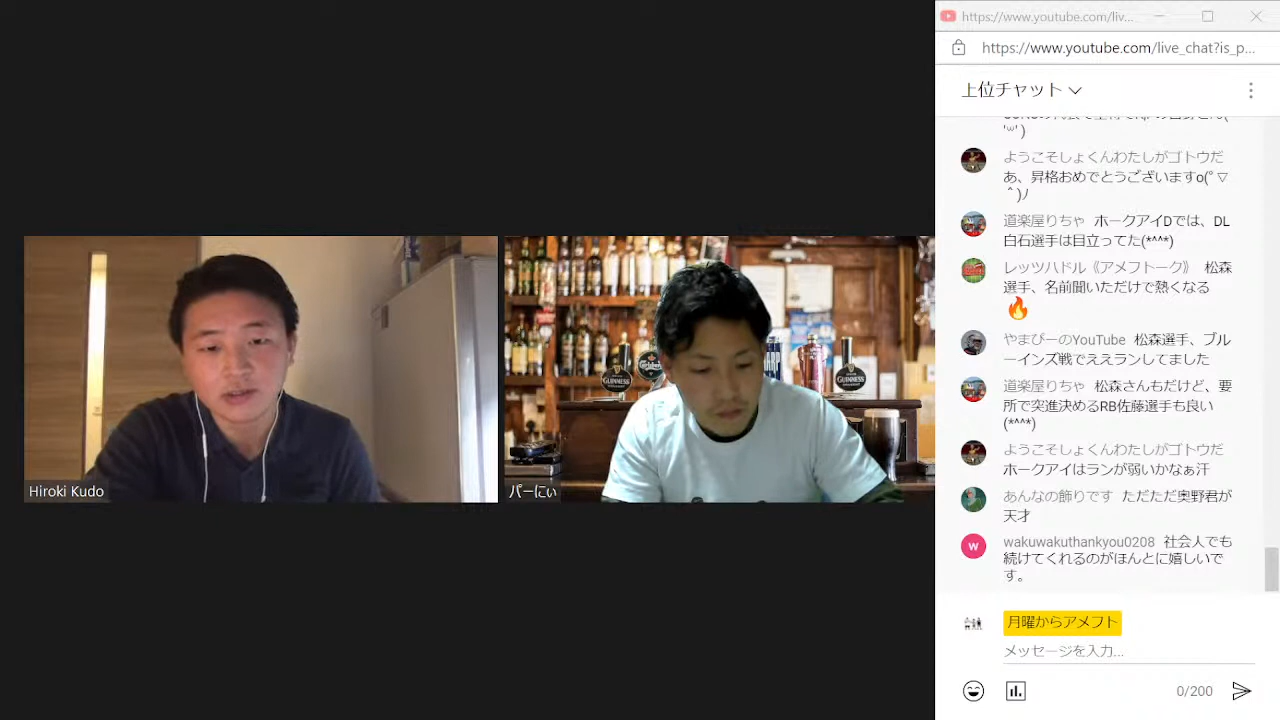 https://www.youtube.com/liv...
https://www.youtube.com/live_chat?is_p...
上位チャット
'ω')
ようこそしょくんわたしがゴトウだ
あ、昇格おめでとうございますo(ﾟ▽
＾)ﾉ
道楽屋りちゃ ホークアイDでは、DL
白石選手は目立ってた(*^^*)
レッツハドル《アメフトーク》 松森
選手、名前聞いただけで熱くなる
🔥
やまびーのYouTube 松森選手、ブル
ーインズ戦でえぇランしてました
道楽屋りちゃ 松森さんもだけど、要
所で突進決めるRB佐藤選手も良い
(*^^*)
ようこそしょくんわたしがゴトウだ
ホークアイはランが弱いかなぁ汗
あんなの飾りです ただただ奥野君が
天才
W
wakuwakuthankyou0208 社会人でも
続けてくれるのがほんとに嬉しいで
す。
月曜からアメフト
メッセージを入力...
0/200
Hiroki Kudo
パーにぃ
GUINNESS
Carlsberg
HARP
GUINNESS